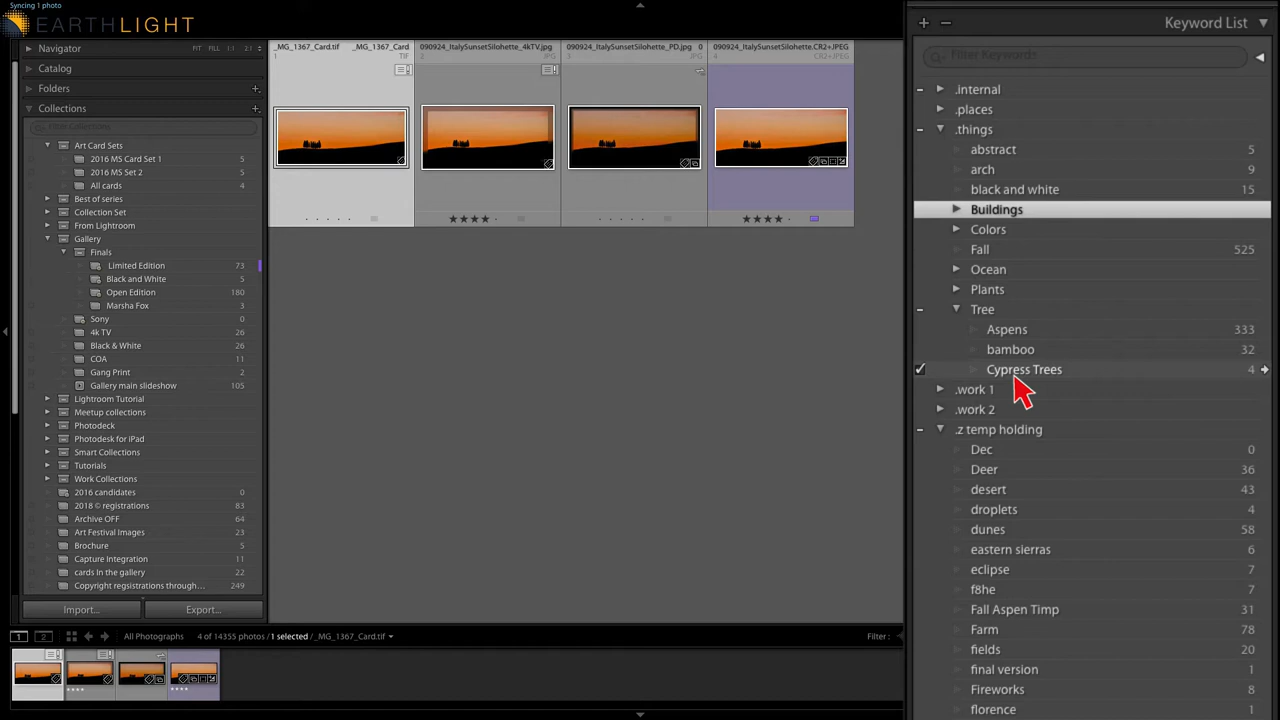 Syncing 1 photo
EARTHLIGHT
Navigator FIT FILL 1:1 2:1
Catalog
Folders
Collections
Filter Collections
Art Card Sets
2016 MS Card Set 1 5
2016 MS Set 2 5
All cards 4
Best of series
Collection Set
From Lightroom
Gallery
Finals
Limited Edition 73
Black and White 5
Open Edition 180
Marsha Fox 3
Sony 0
4k TV 26
Black & White 26
COA 11
Gang Print 2
Gallery main slideshow 105
Lightroom Tutorial
Meetup collections
Photodeck
Photodesk for iPad
Smart Collections
Tutorials
Work Collections
2016 candidates 0
2018 © registrations 83
Archive OFF 64
Art Festival Images 23
Brochure 5
Capture Integration 11
cards In the gallery 22
Copyright regsistrations through... 249
Import... Export...
_MG_1367_Card.tif _MG_1367_Card
1 TIF
090924_ItalySunsetSilohette_4kTV.jpg
2 JPG
090924_ItalySunsetSilohette_PD.jpg 0
3 JPG
090924_ItalySunsetSilohette.CR2+JPEG
4 CR2+JPEG
1 2 All Photographs 4 of 14355 photos / 1 selected / _MG_1367_Card.tif
Filter :
Keyword List
Filter Keywords
.internal
.places
.things
abstract 5
arch 9
black and white 15
Buildings
Colors
Fall 525
Ocean
Plants
Tree
Aspens 333
bamboo 32
Cypress Trees 4
.work 1
.work 2
.z temp holding
Dec 0
Deer 36
desert 43
droplets 4
dunes 58
eastern sierras 6
eclipse 7
f8he 7
Fall Aspen Timp 31
Farm 78
fields 20
final version 1
Fireworks 8
florence 1